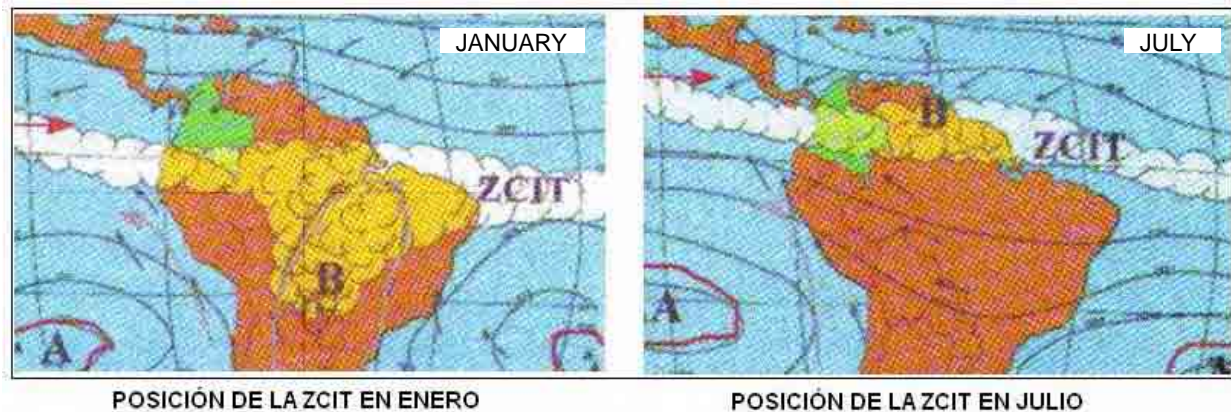 JANUARY
JULY
B
ZCIT
ZCIT
B
A
A
POSICIÓN DE LA ZCIT EN ENERO
POSICIÓN DE LA ZCIT EN JULIO